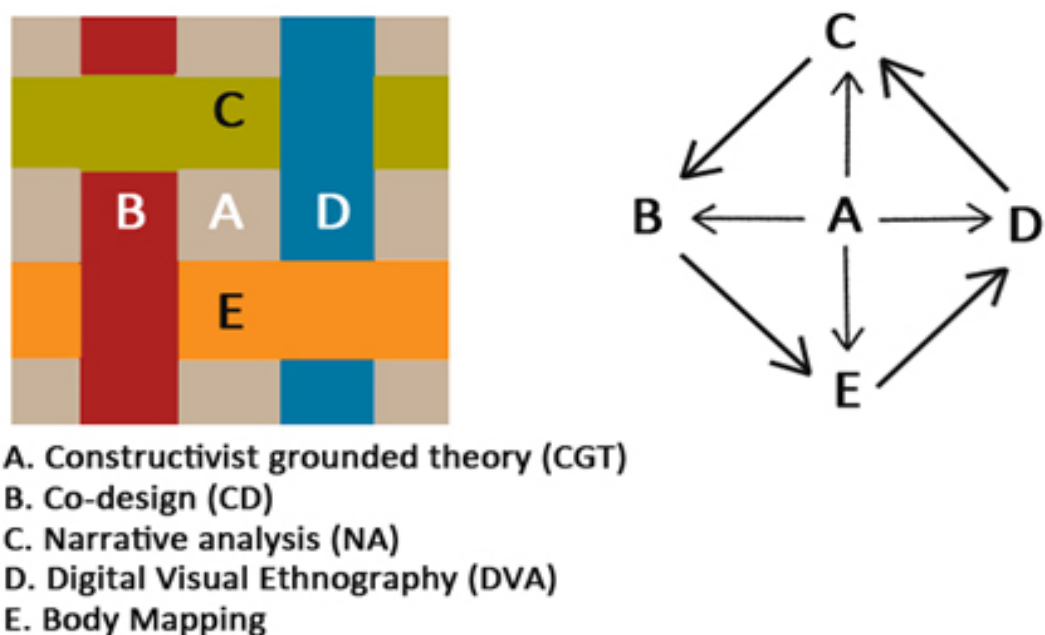 C
B A D
E
C
B A D
E
A. Constructivist grounded theory (CGT)
B. Co-design (CD)
C. Narrative analysis (NA)
D. Digital Visual Ethnography (DVA)
E. Body Mapping